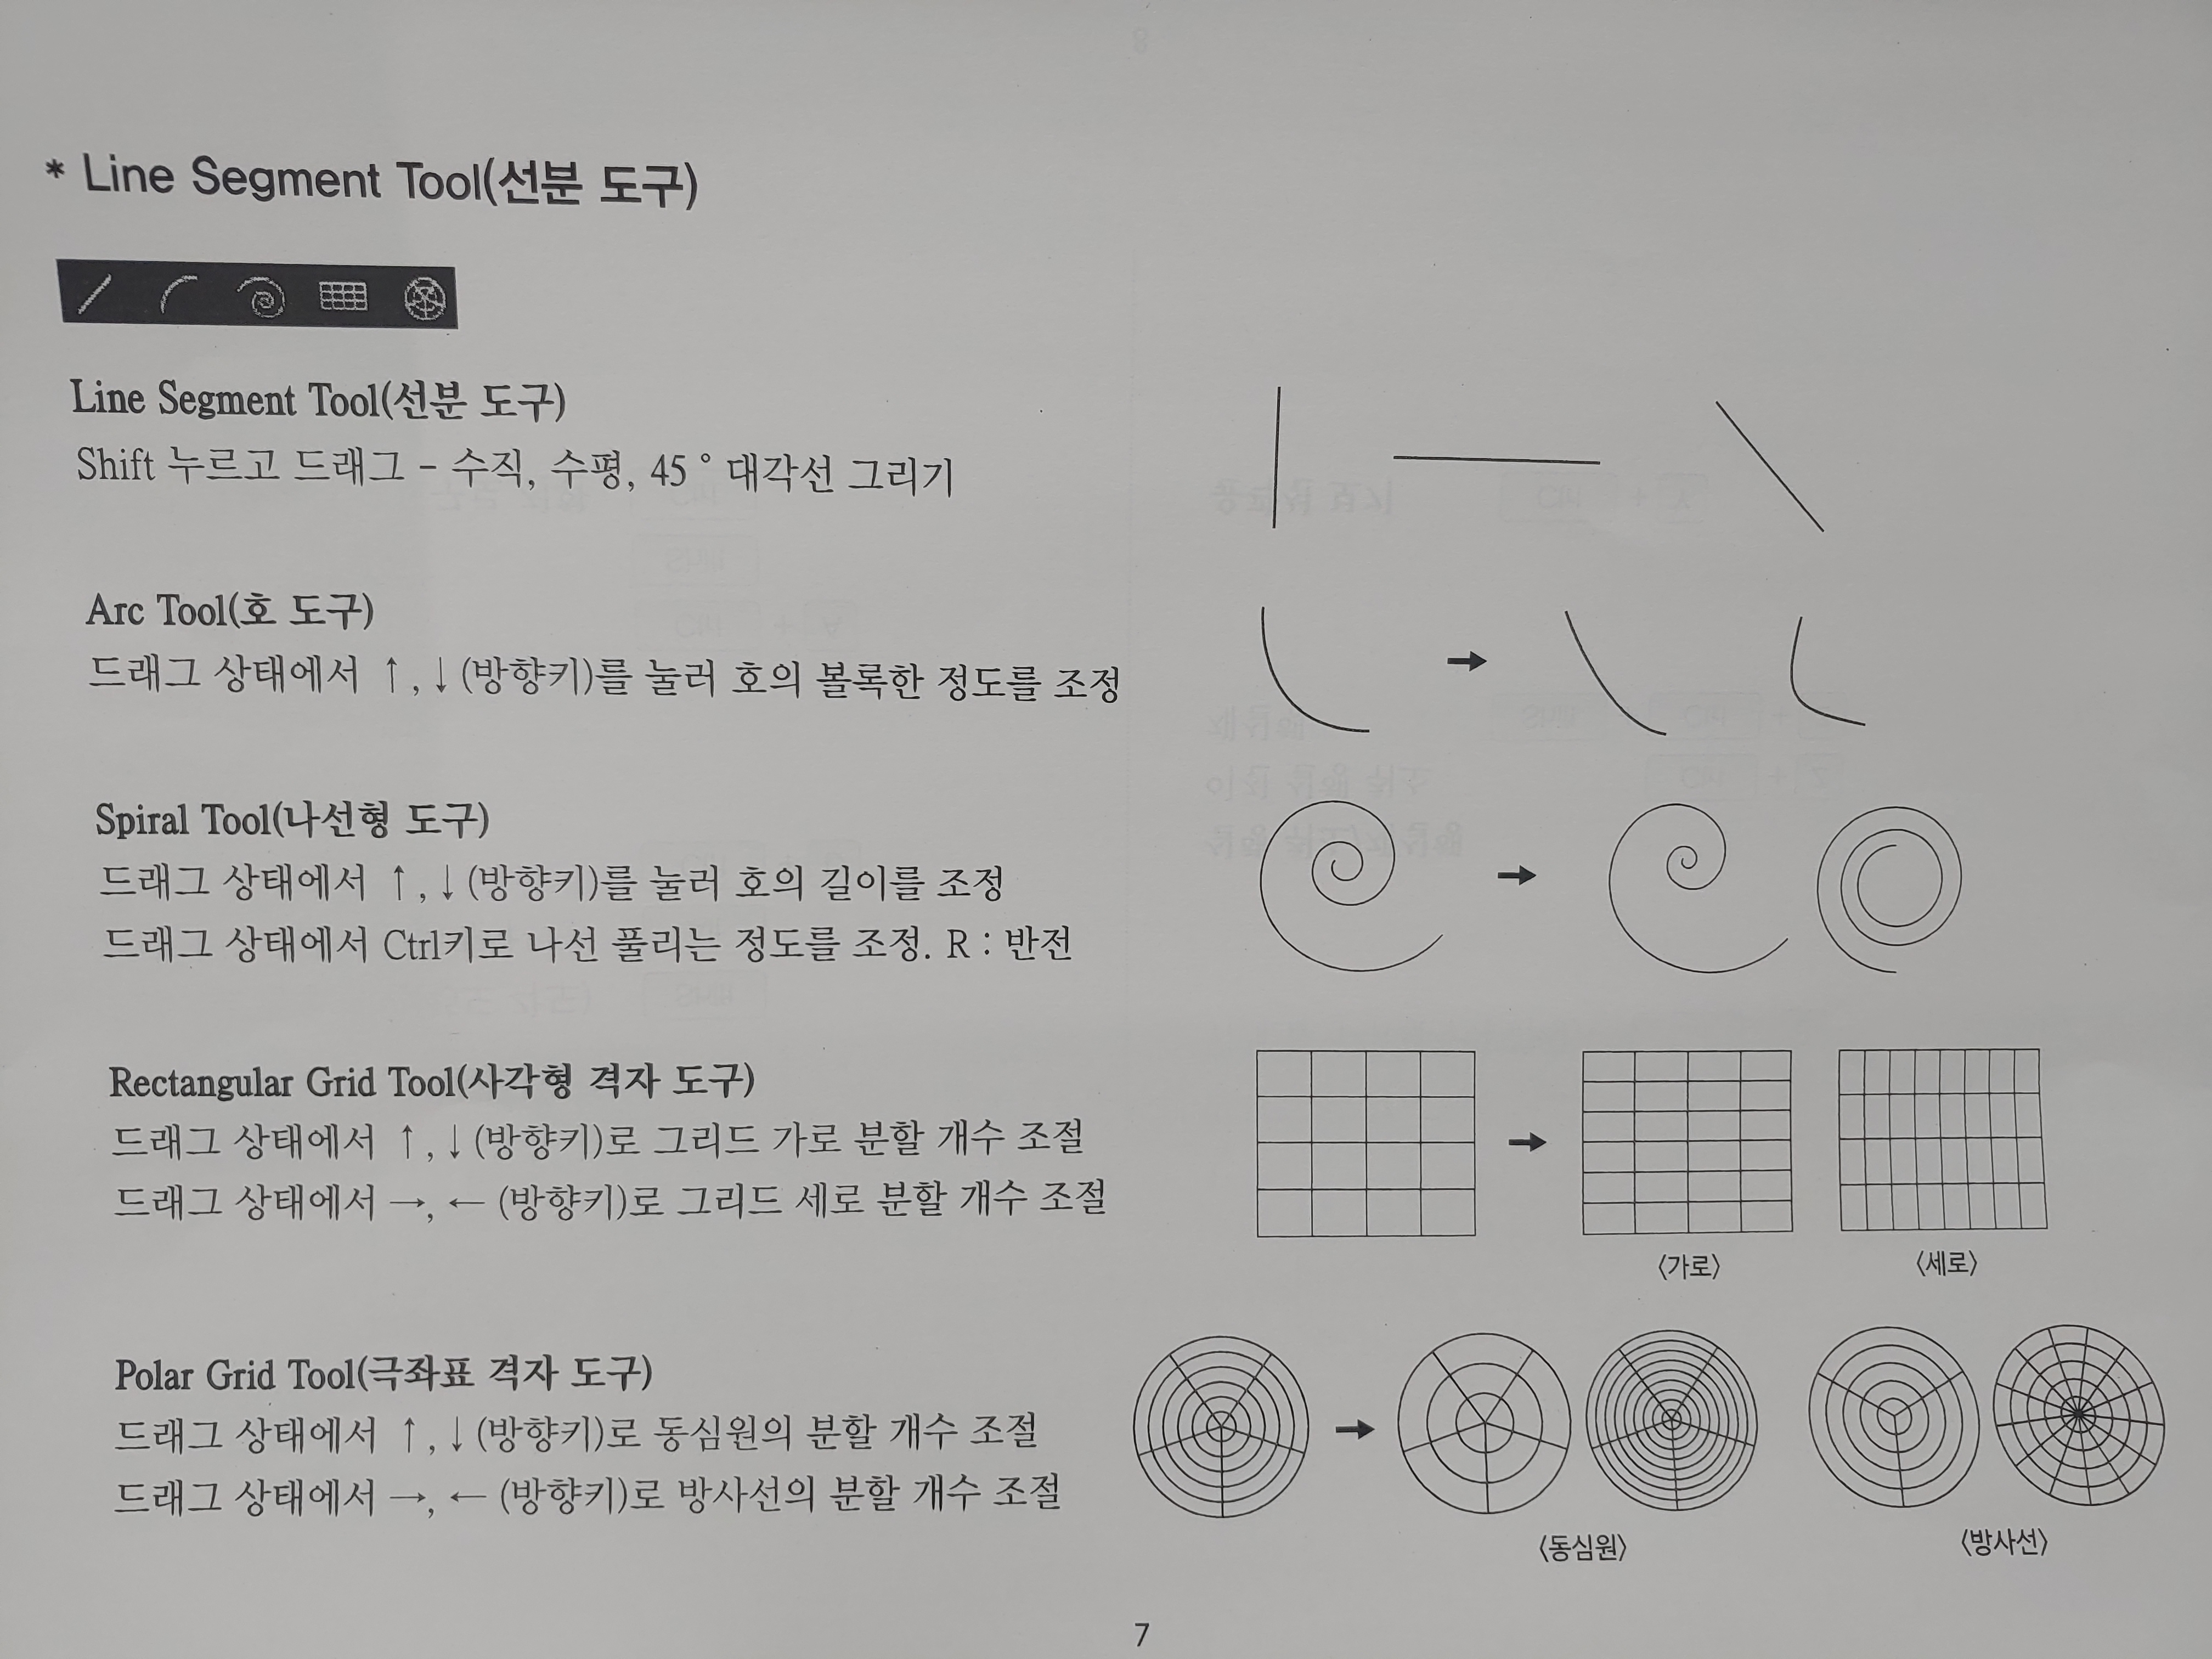 * Line Segment Tool(선분 도구)
Line Segment Tool(선분 도구)
Shift 누르고 드래그 - 수직, 수평, 45 ° 대각선 그리기
Arc Tool(호 도구)
드래그 상태에서 ↑,↓(방향키)를 눌러 호의 볼록한 정도를 조정
Spiral Tool(나선형 도구)
드래그 상태에서 ↑,↓(방향키)를 눌러 호의 길이를 조정
드래그 상태에서 Ctrl키로 나선 풀리는 정도를 조정. R : 반전
Rectangular Grid Tool(사각형 격자 도구)
드래그 상태에서 ↑,↓(방향키)로 그리드 가로 분할 개수 조절
드래그 상태에서 →, ← (방향키)로 그리드 세로 분할 개수 조절
〈가로〉
〈세로〉
Polar Grid Tool(극좌표 격자 도구)
드래그 상태에서 ↑,↓(방향키)로 동심원의 분할 개수 조절
드래그 상태에서 →, ← (방향키)로 방사선의 분할 개수 조절
〈동심원〉
〈방사선〉
7